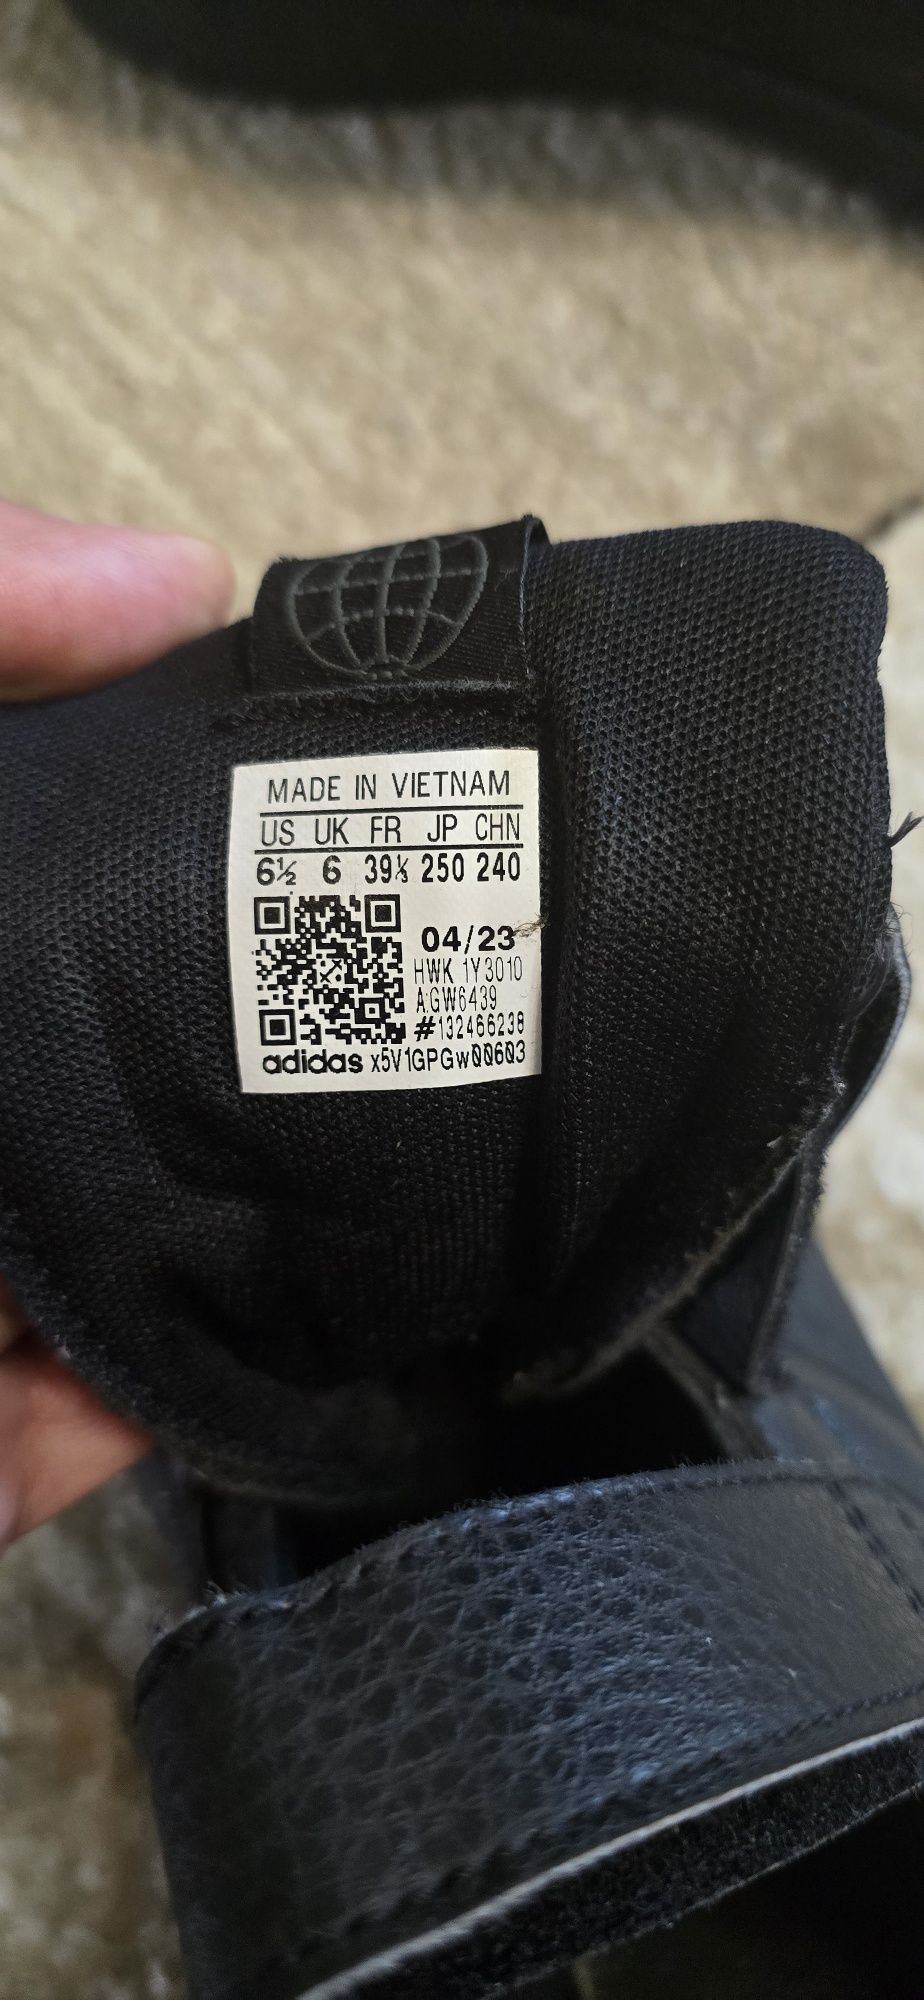 MADE IN VIETNAM
US UK FR JP CHN
6½ 6 39⅓ 250 240
04/23
HWK 1Y3010
A:GW6439
#132466238
adidas x5V1GPGw00603